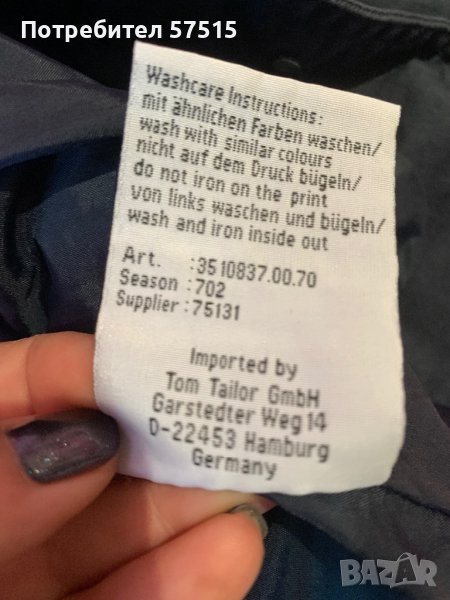 Потребител 57515
Washcare Instructions:
mit ähnlichen Farben waschen/
wash with similar colours
nicht auf dem Druck bügeln/
do not iron on the print
von links waschen und bügeln/
wash and iron inside out
Art. :3510837.00.70
Season :702
Supplier :75131
Imported by
Tom Tailor GmbH
Garstedter Weg 14
D-22453 Hamburg
Germany
BAZAR